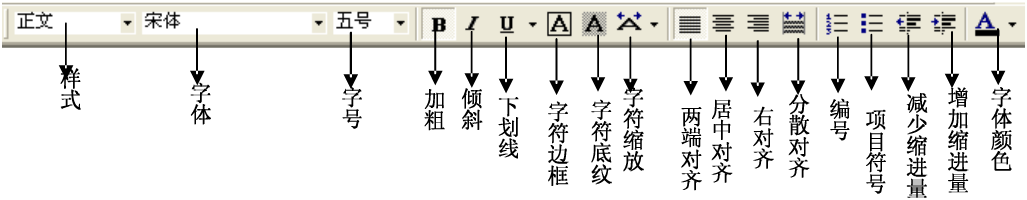 正文 宋体 五号 B I U A A A A
样式
字体
字号
加粗
倾斜
下划线
字符边框
字符底纹
字符缩放
两端对齐
居中对齐
右对齐
分散对齐
编号
项目符号
减少缩进量
增加缩进量
字体颜色